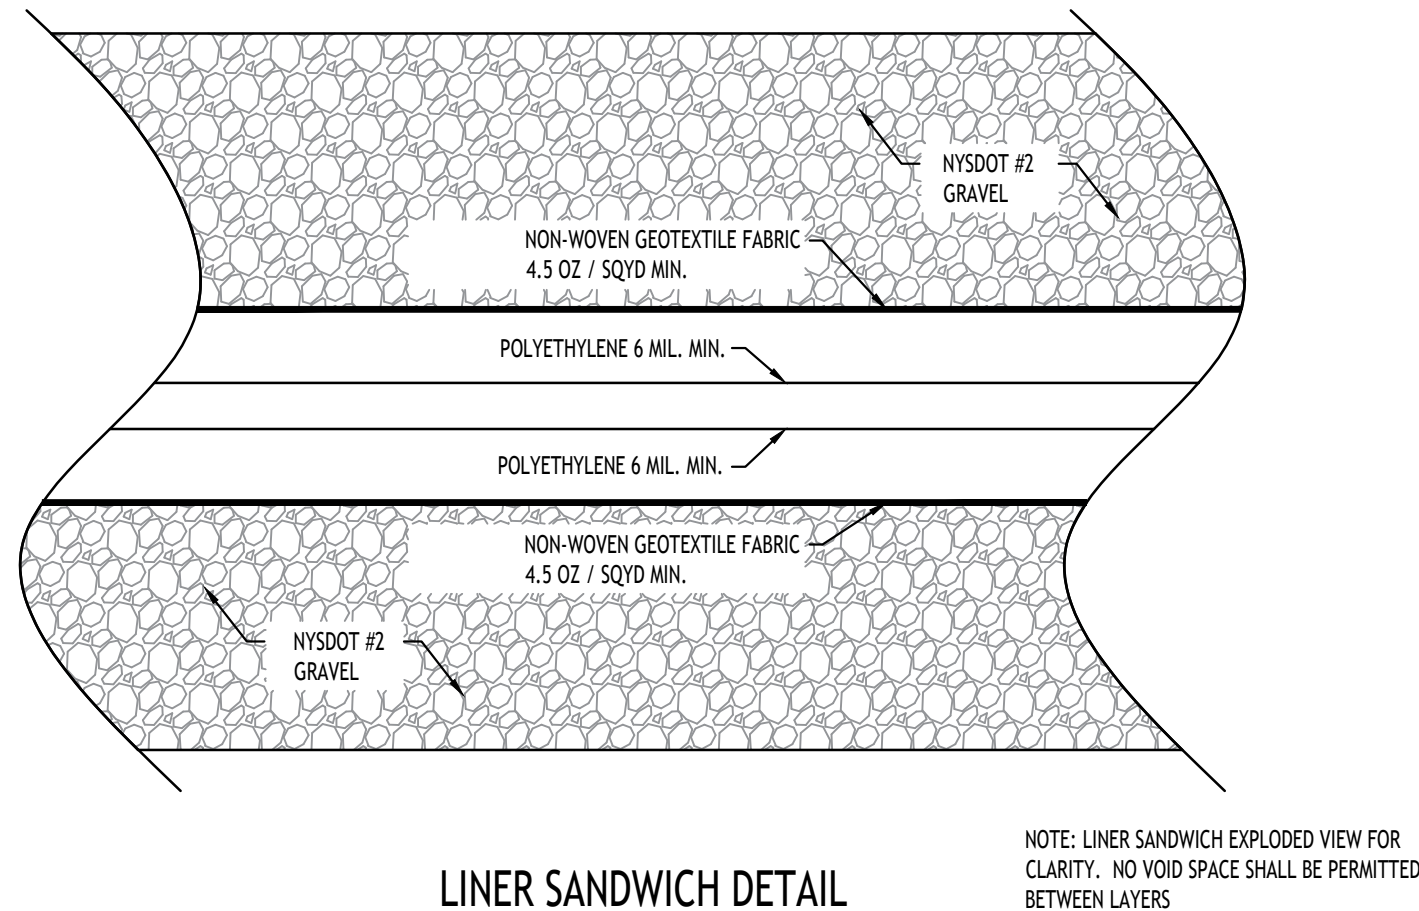 NYSDOT #2
GRAVEL
NON-WOVEN GEOTEXTILE FABRIC
4.5 OZ / SQYD MIN.
POLYETHYLENE 6 MIL. MIN.
POLYETHYLENE 6 MIL. MIN.
NON-WOVEN GEOTEXTILE FABRIC
4.5 OZ / SQYD MIN.
NYSDOT #2
GRAVEL
LINER SANDWICH DETAIL
NOTE: LINER SANDWICH EXPLODED VIEW FOR
CLARITY. NO VOID SPACE SHALL BE PERMITTED
BETWEEN LAYERS